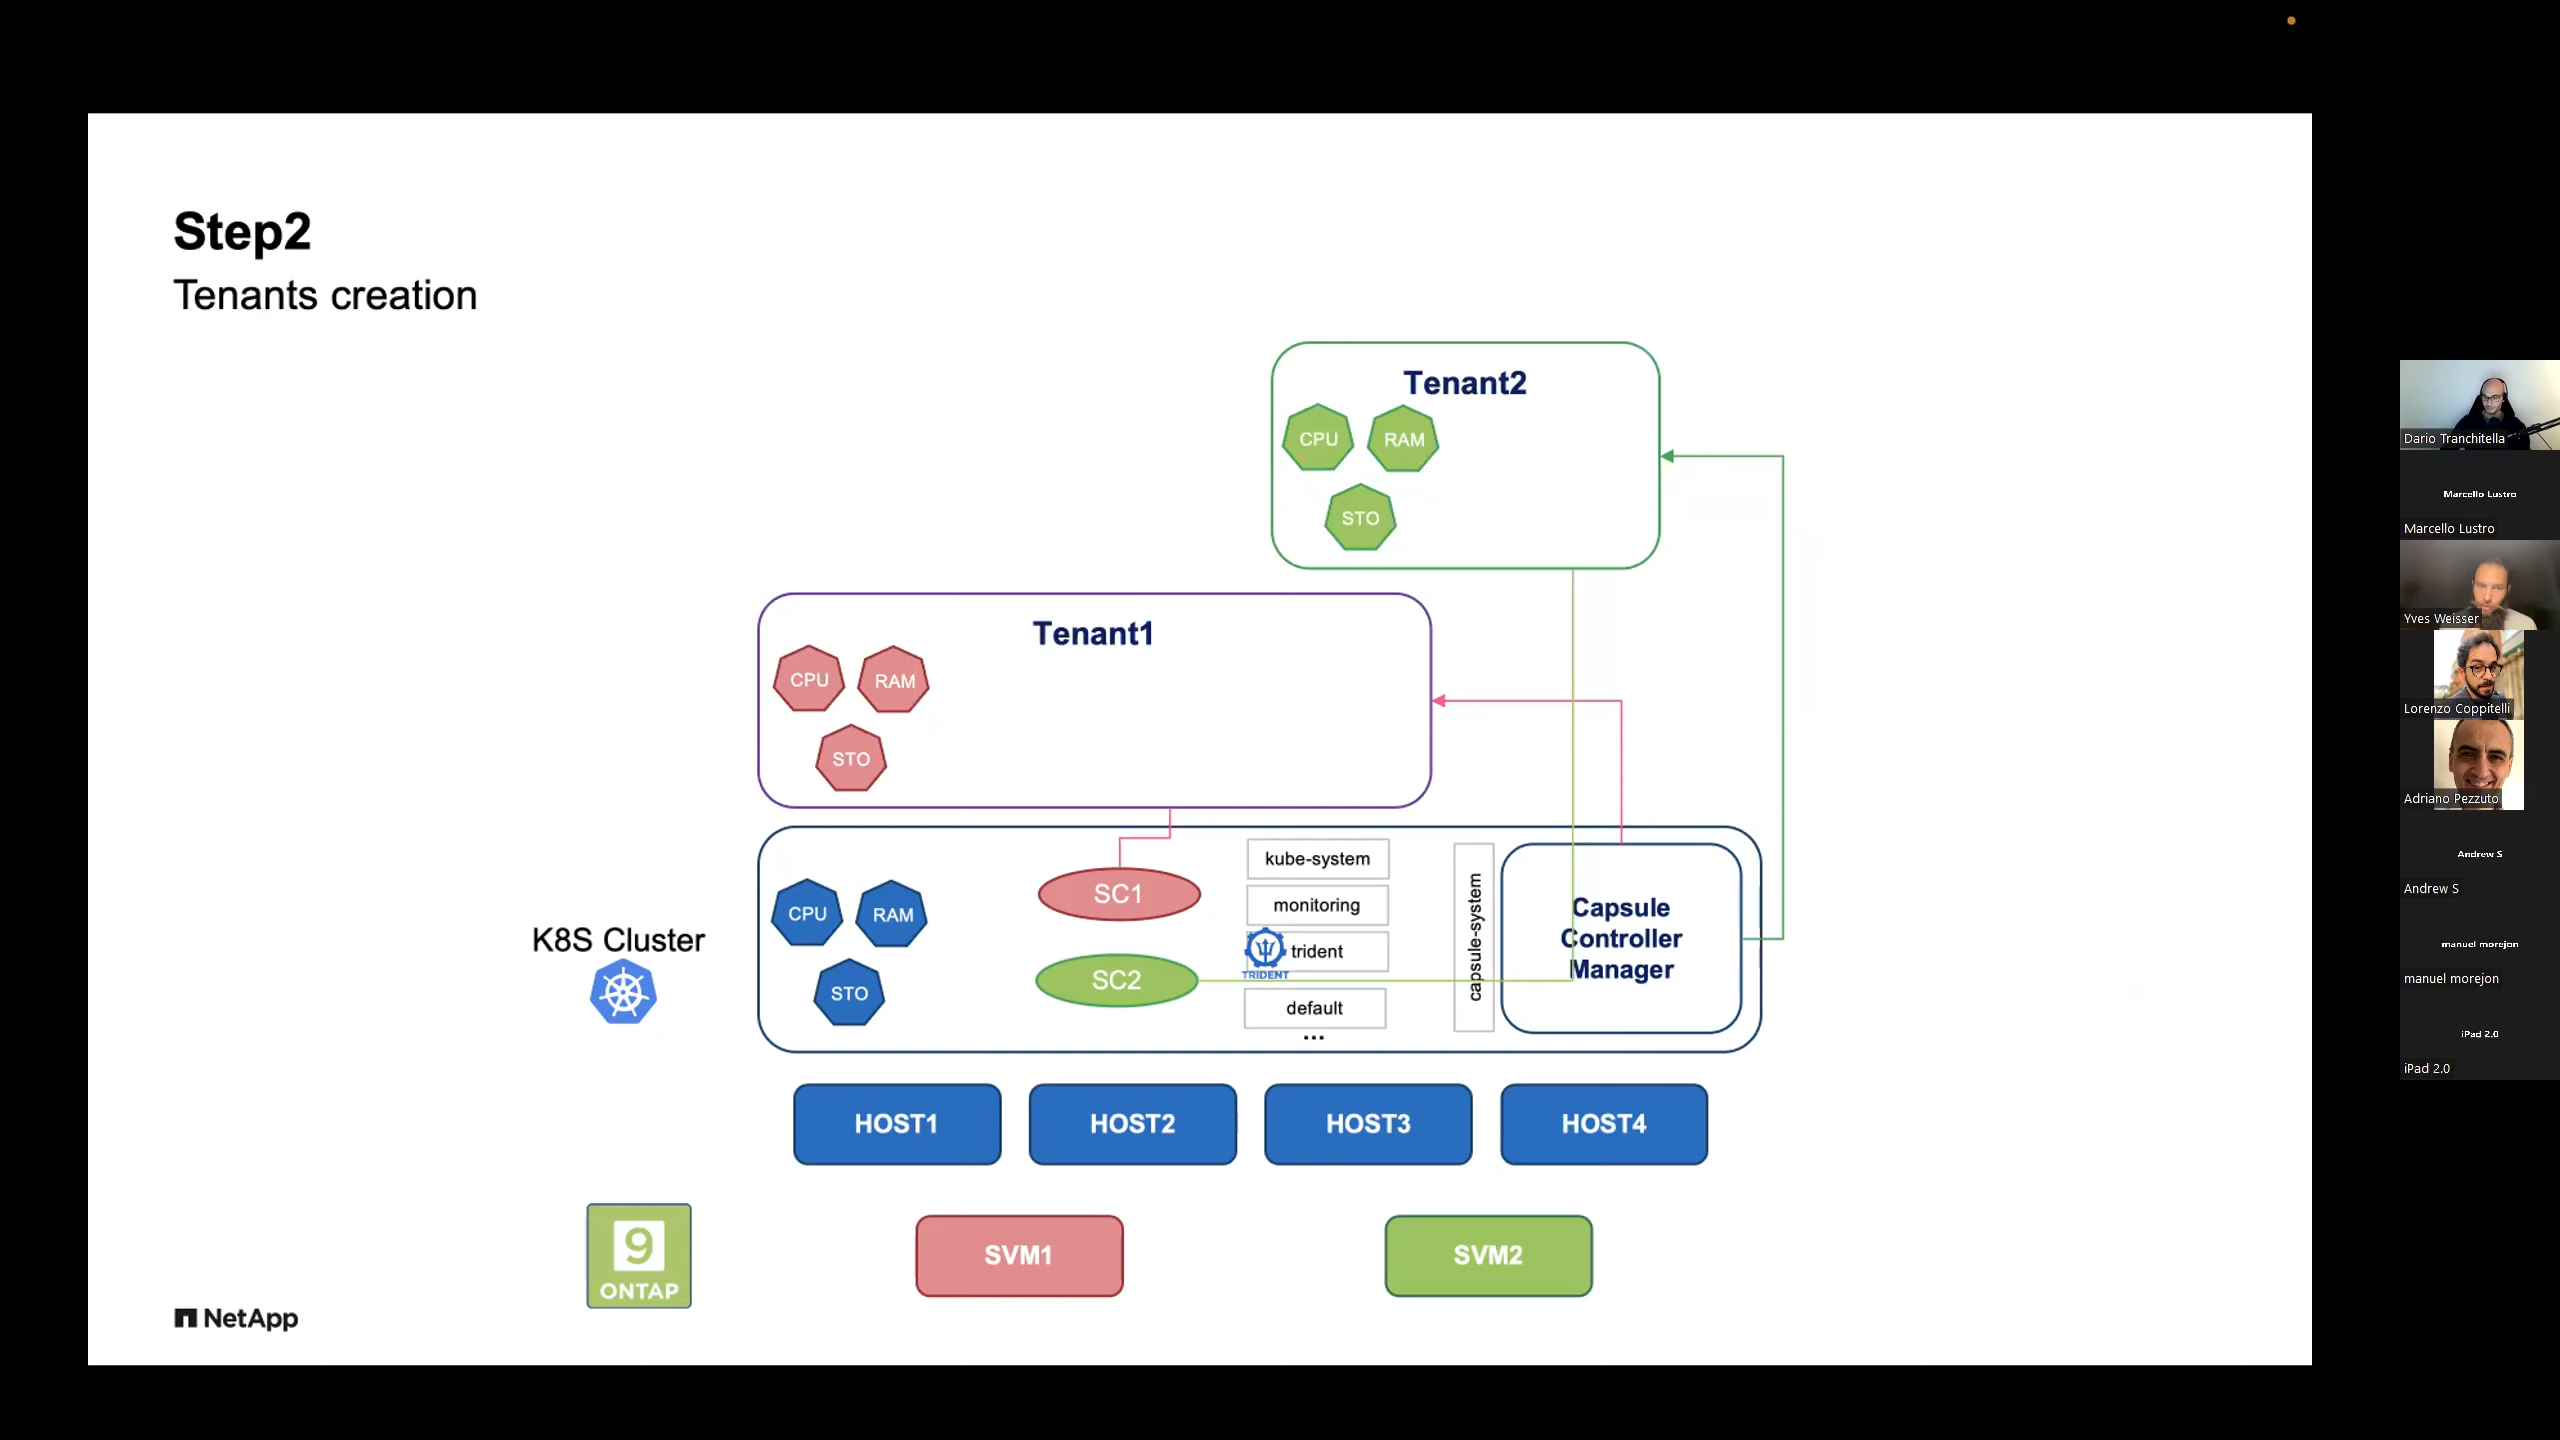 Step2
Tenants creation
Tenant2
CPU
RAM
STO
Tenant1
CPU
RAM
STO
K8S Cluster
CPU
RAM
STO
SC1
SC2
kube-system
monitoring
trident
TRIDENT
default
...
capsule-system
Capsule
Controller
Manager
HOST1
HOST2
HOST3
HOST4
9
ONTAP
SVM1
SVM2
NetApp
Dario Tranchitella
Marcello Lustro
Marcello Lustro
Yves Weisser
Lorenzo Coppitelli
Adriano Pezzuto
Andrew S
Andrew S
manuel morejon
manuel morejon
iPad 2.0
iPad 2.0